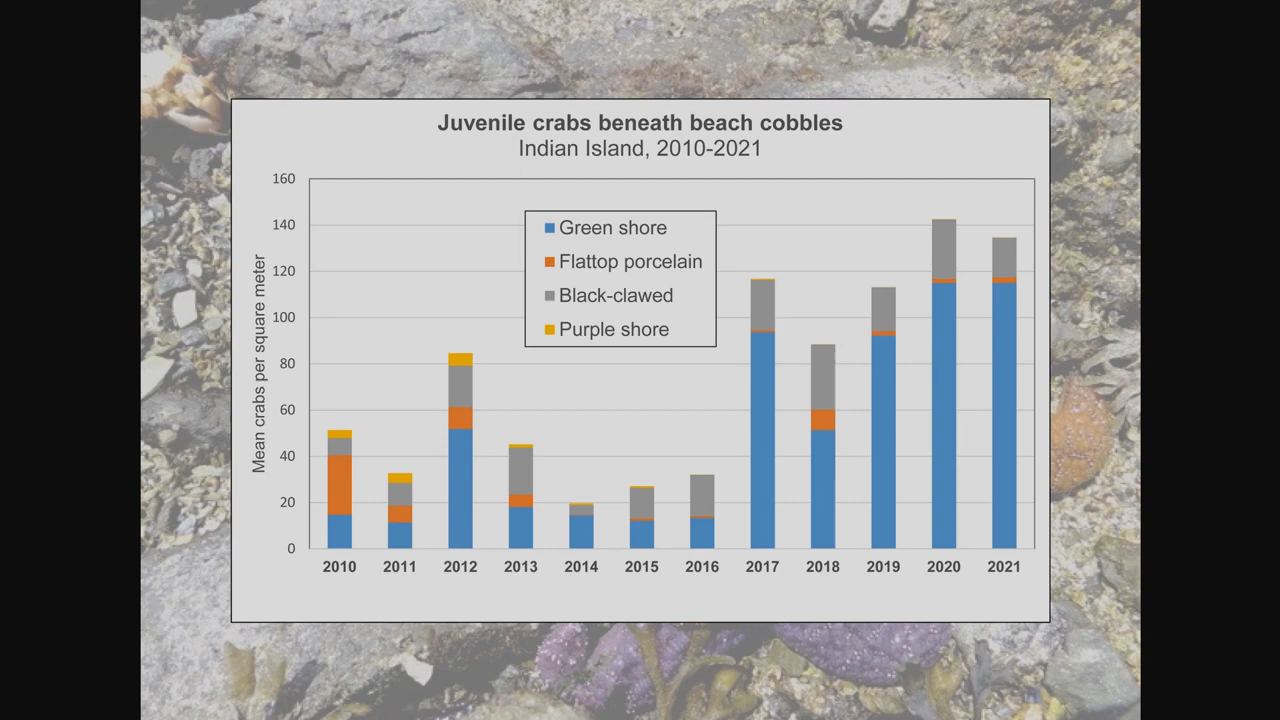 Juvenile crabs beneath beach cobbles
Indian Island, 2010-2021
Mean crabs per square meter
160
140
120
100
80
60
40
20
0
Green shore
Flattop porcelain
Black-clawed
Purple shore
2010 2011 2012 2013 2014 2015 2016 2017 2018 2019 2020 2021